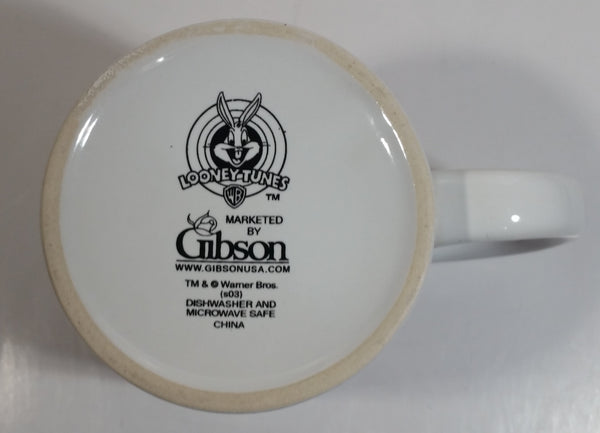 LOONEY TUNES
WB
TM
MARKETED
BY
Gibson
WWW.GIBSONUSA.COM
TM & © Warner Bros.
(s03)
DISHWASHER AND
MICROWAVE SAFE
CHINA